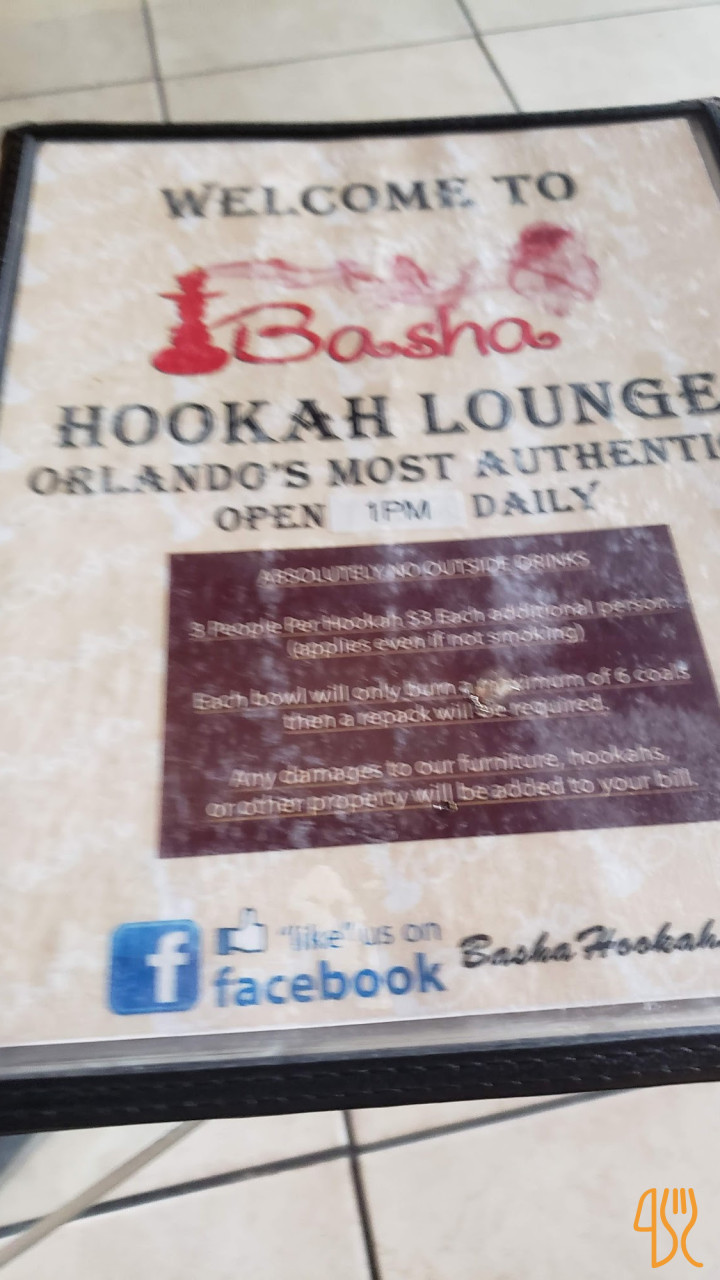 WELCOME TO
Basha
HOOKAH LOUNGE
ORLANDO'S MOST AUTHENTI
OPEN 1PM DAILY
ABSOLUTELY NO OUTSIDE DRINKS
3 People Per Hookah $3 Each additional person..
(applies even if not smoking)
Each bowl will only burn a maximum of 6 coals
then a repack will be required.
Any damages to our furniture, hookahs,
or other property will be added to your bill.
f "like" us on
facebook
BashaHookah